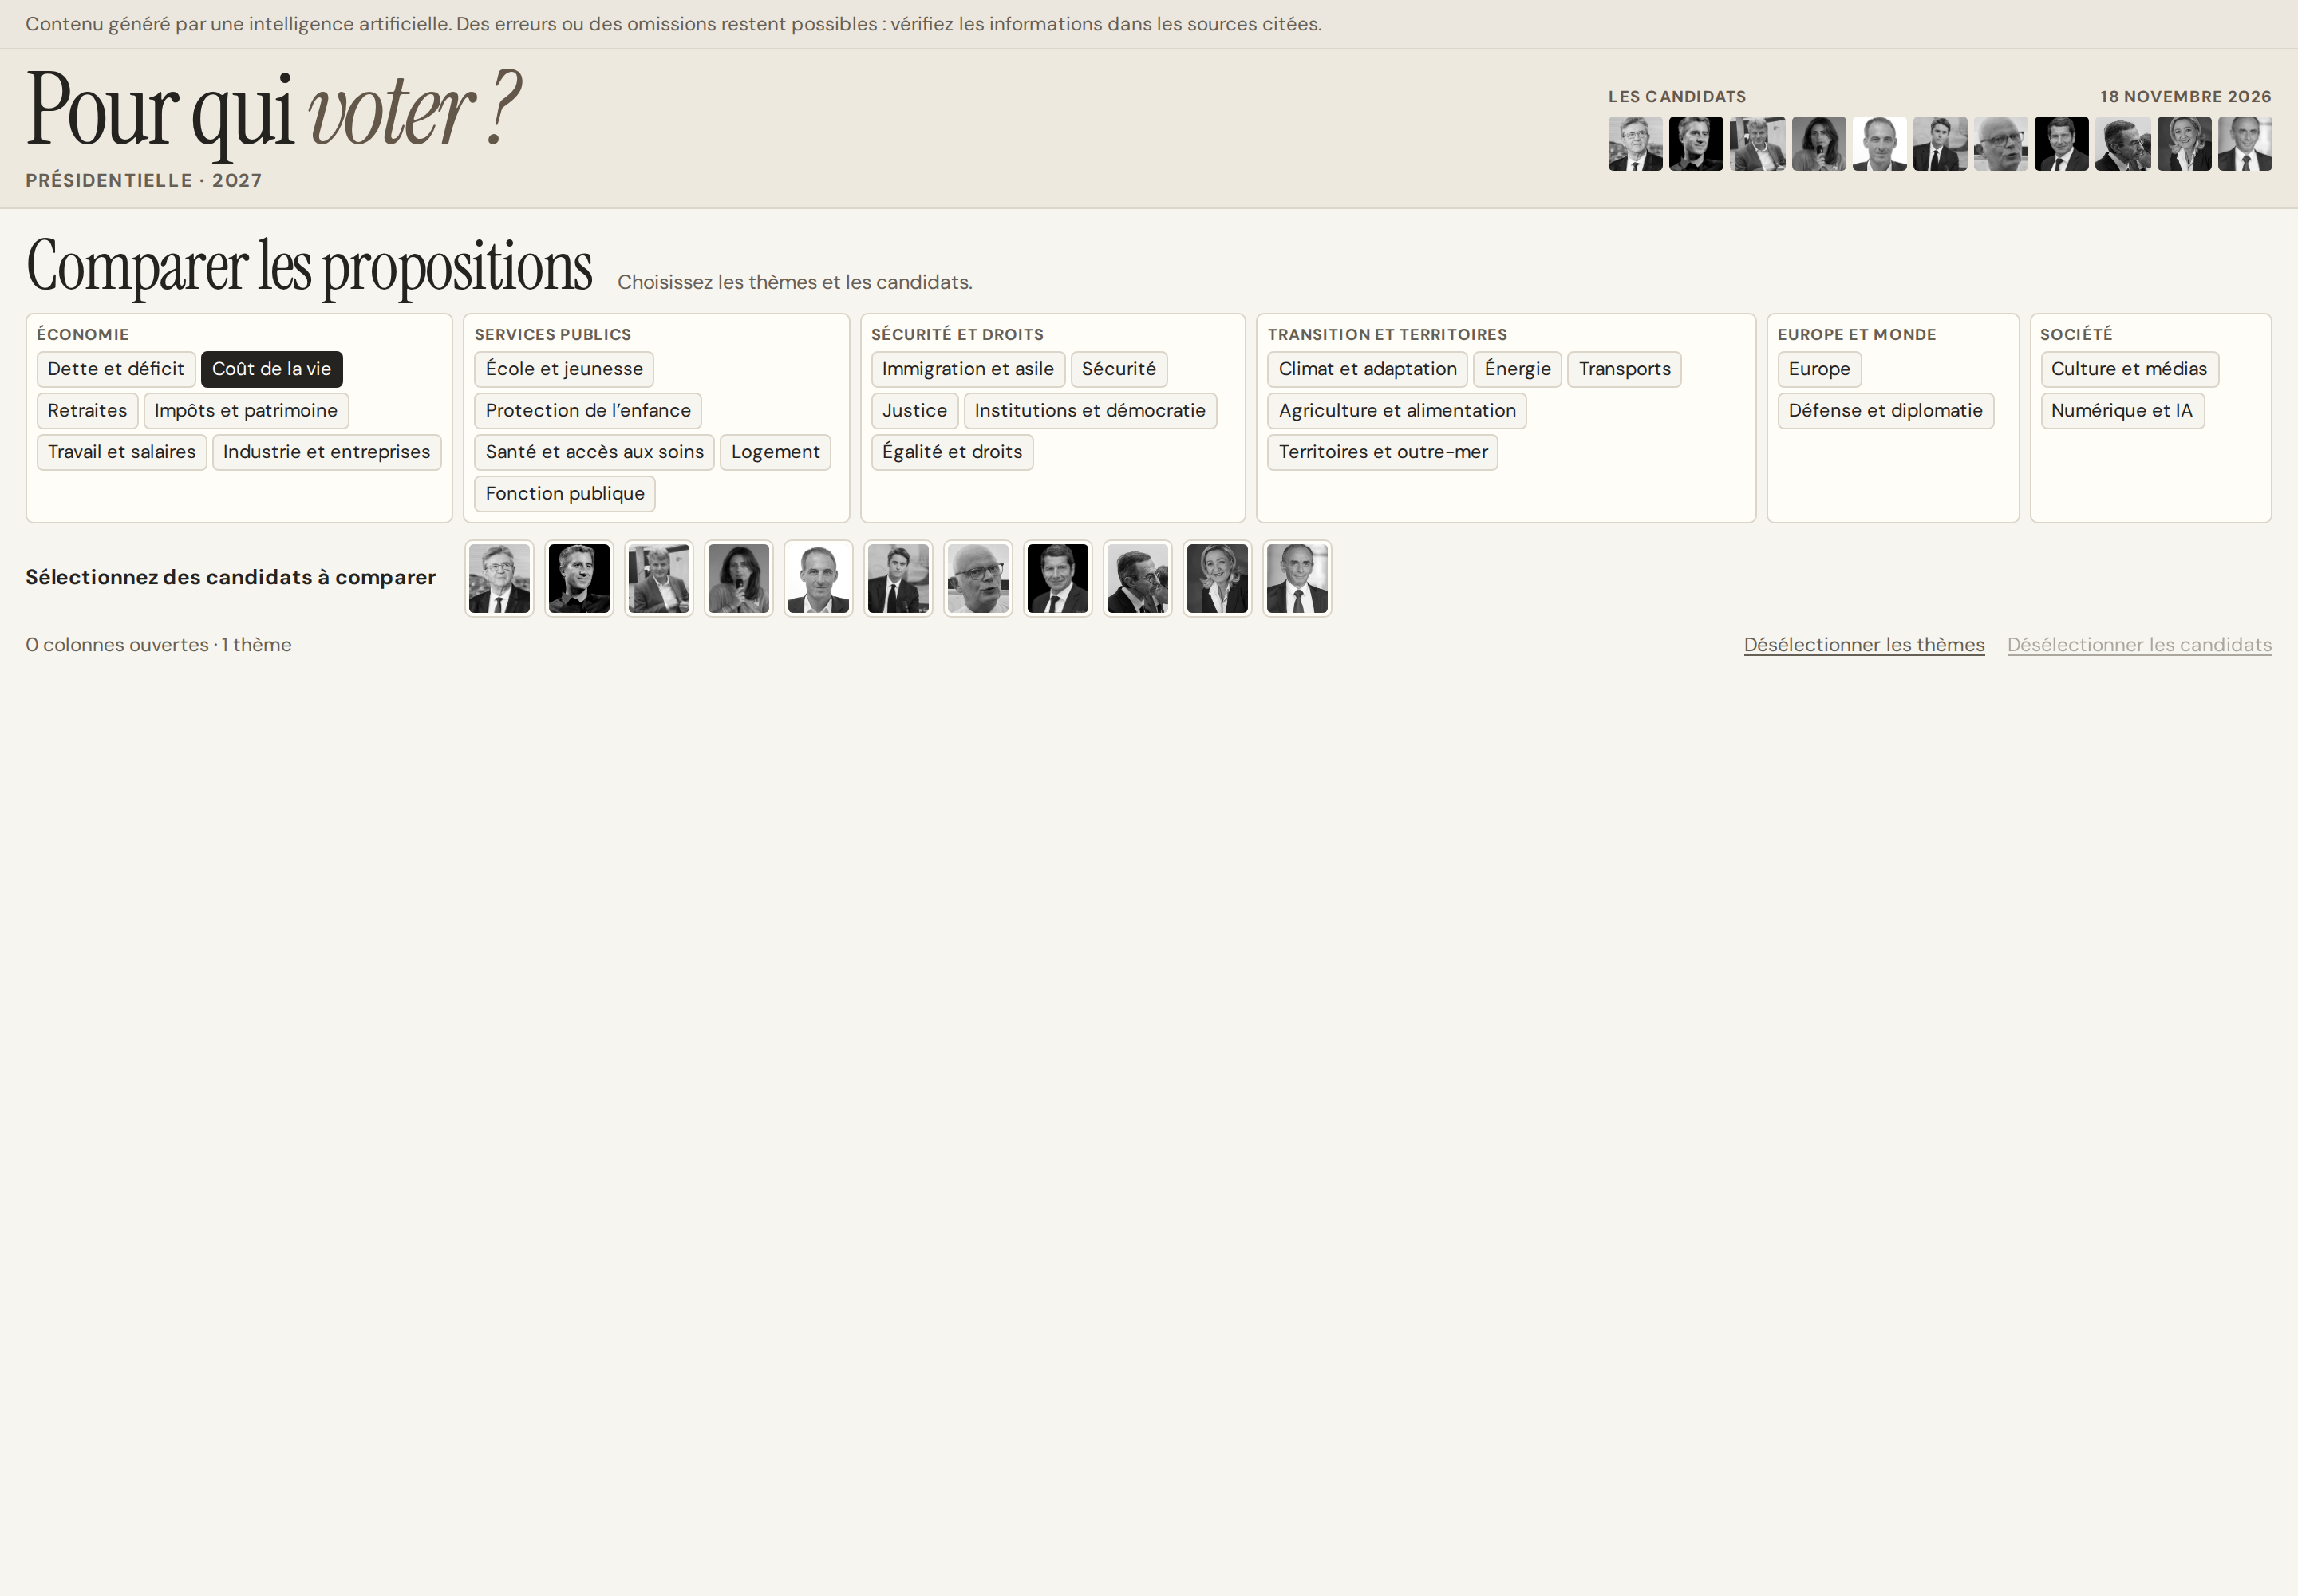 Contenu généré par une intelligence artificielle. Des erreurs ou des omissions restent possibles : vérifiez les informations dans les sources citées.
Pour qui voter ?
PRÉSIDENTIELLE · 2027
LES CANDIDATS
18 NOVEMBRE 2026
Comparer les propositions
Choisissez les thèmes et les candidats.
ÉCONOMIE
Dette et déficit
Coût de la vie
Retraites
Impôts et patrimoine
Travail et salaires
Industrie et entreprises
SERVICES PUBLICS
École et jeunesse
Protection de l’enfance
Santé et accès aux soins
Logement
Fonction publique
SÉCURITÉ ET DROITS
Immigration et asile
Sécurité
Justice
Institutions et démocratie
Égalité et droits
TRANSITION ET TERRITOIRES
Climat et adaptation
Énergie
Transports
Agriculture et alimentation
Territoires et outre-mer
EUROPE ET MONDE
Europe
Défense et diplomatie
SOCIÉTÉ
Culture et médias
Numérique et IA
Sélectionnez des candidats à comparer
0 colonnes ouvertes · 1 thème
Désélectionner les thèmes
Désélectionner les candidats